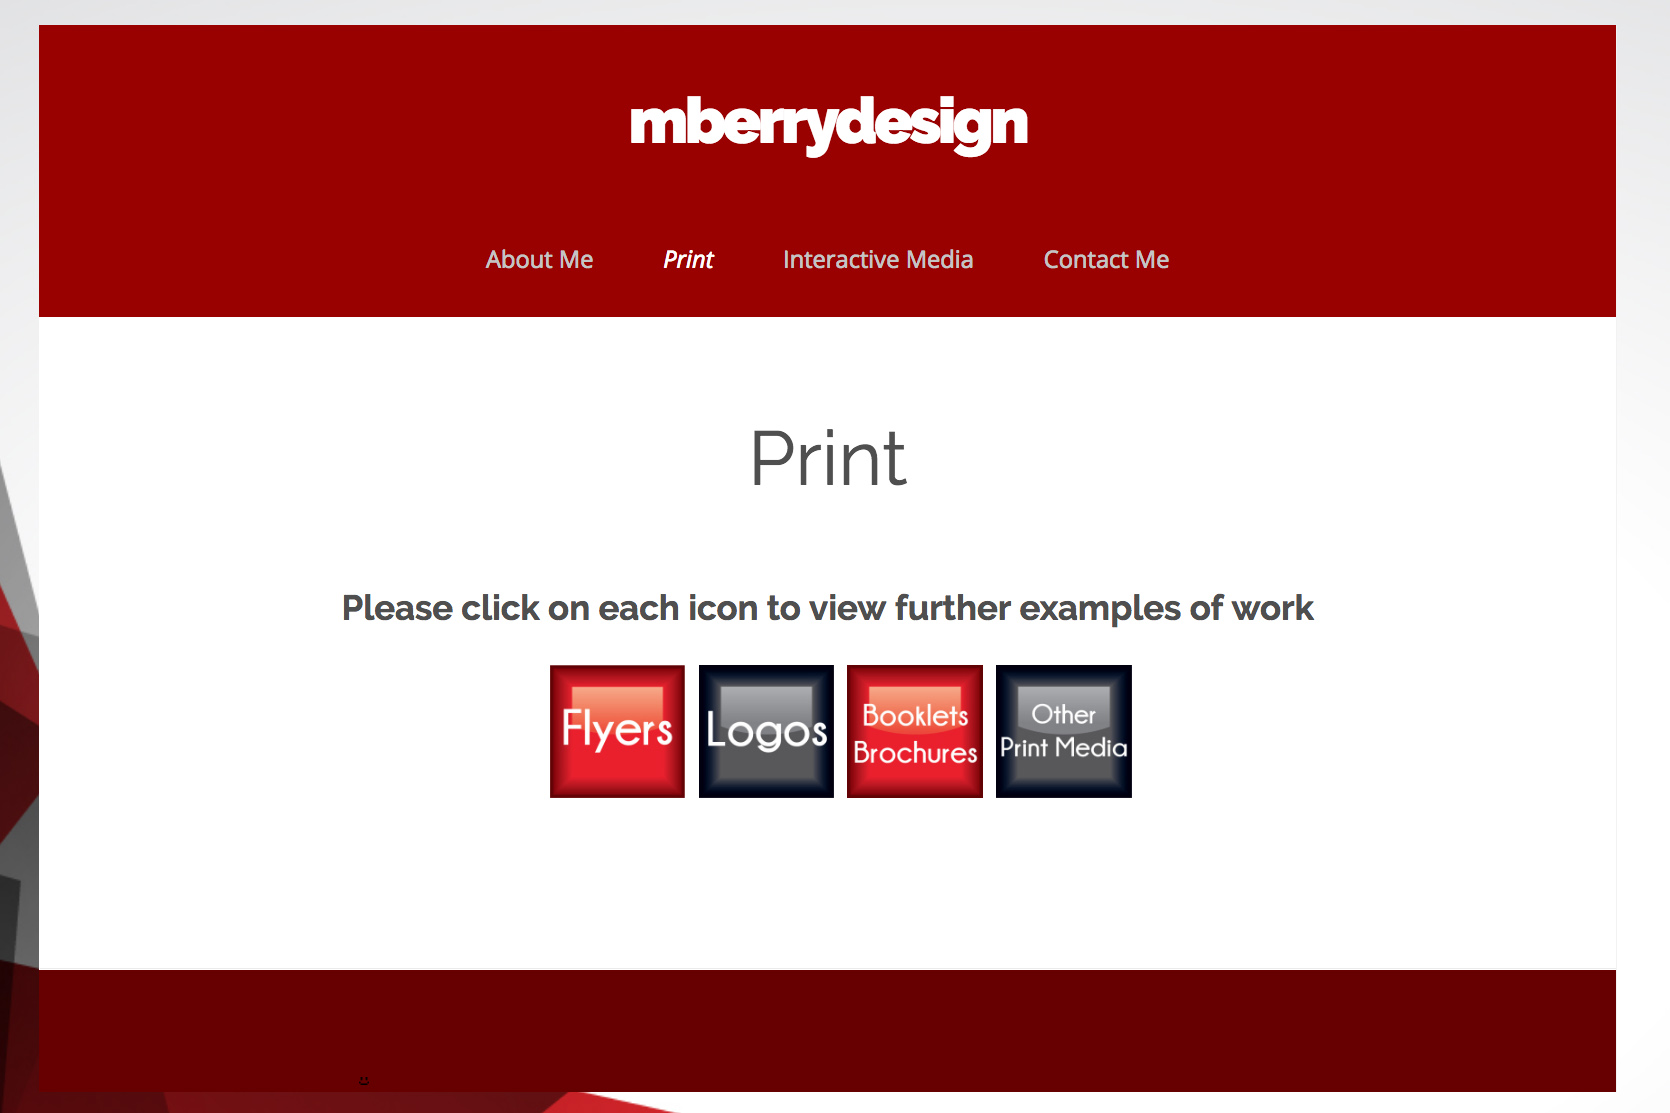 mberrydesign
About Me Print Interactive Media Contact Me
Print
Please click on each icon to view further examples of work
Flyers
Logos
Booklets
Brochures
Other
Print Media